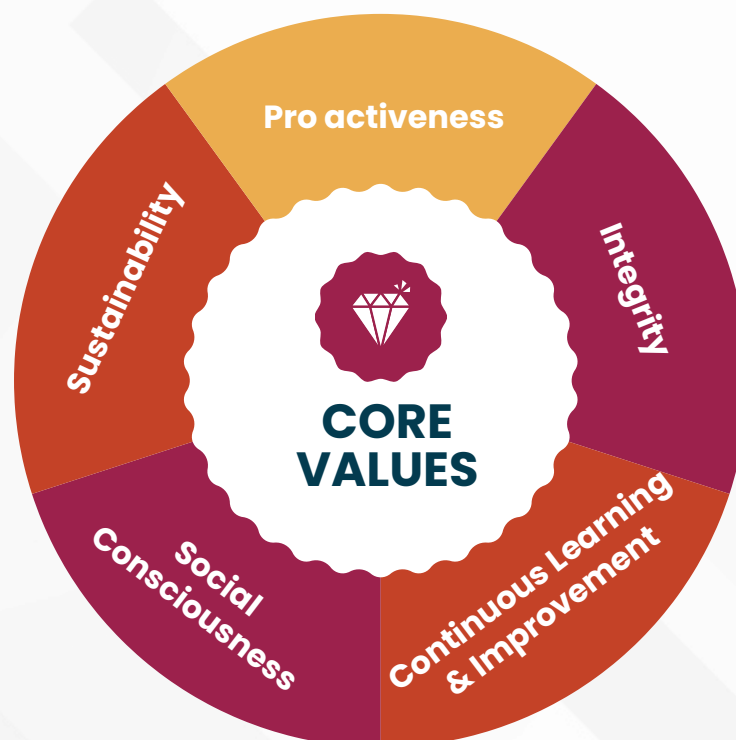 Pro activeness
Integrity
Continuous Learning
& Improvement
Social
Consciousness
Sustainability
CORE
VALUES